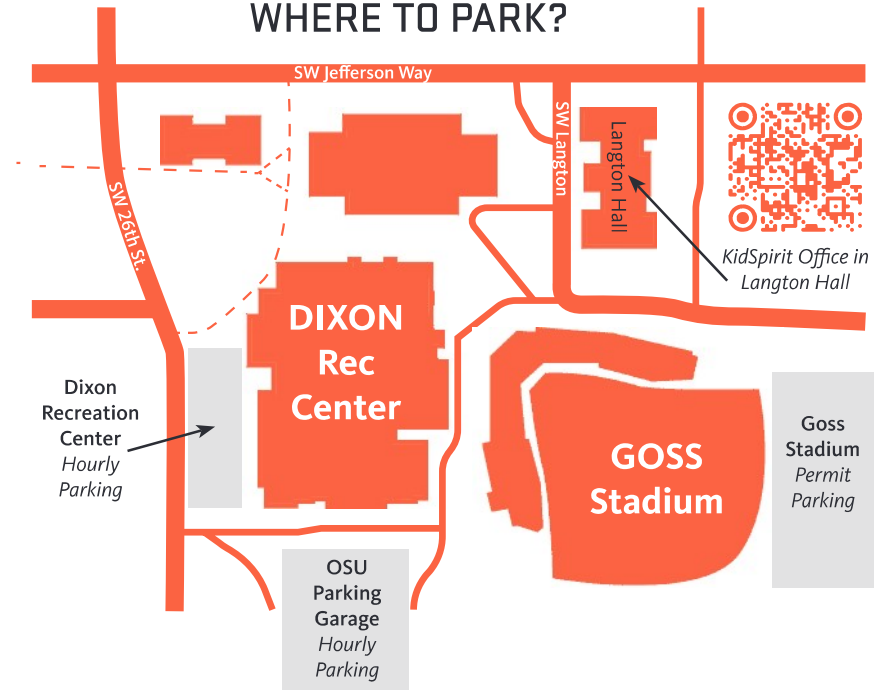 WHERE TO PARK?
SW Jefferson Way
SW Langton
Langton Hall
SW 26th St.
KidSpirit Office in
Langton Hall
DIXON
Rec
Center
Dixon
Recreation
Center
Hourly
Parking
GOSS
Stadium
Goss
Stadium
Permit
Parking
OSU
Parking
Garage
Hourly
Parking